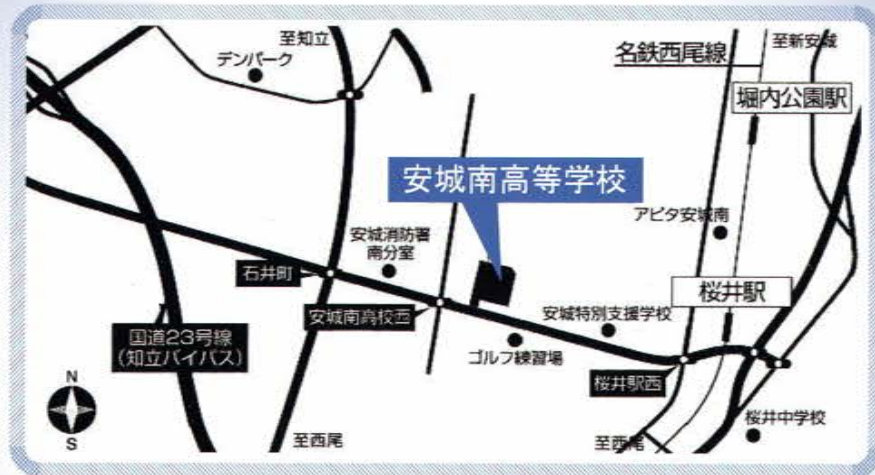 至知立
デンパーク
名鉄西尾線
至新安城
堀内公園駅
安城南高等学校
アピタ安城南
安城消防署
南分室
石井町
桜井駅
安城南高校西
安城特別支援学校
国道23号線
(知立バイパス)
ゴルフ練習場
桜井駅西
N
S
至西尾
至西尾
桜井中学校